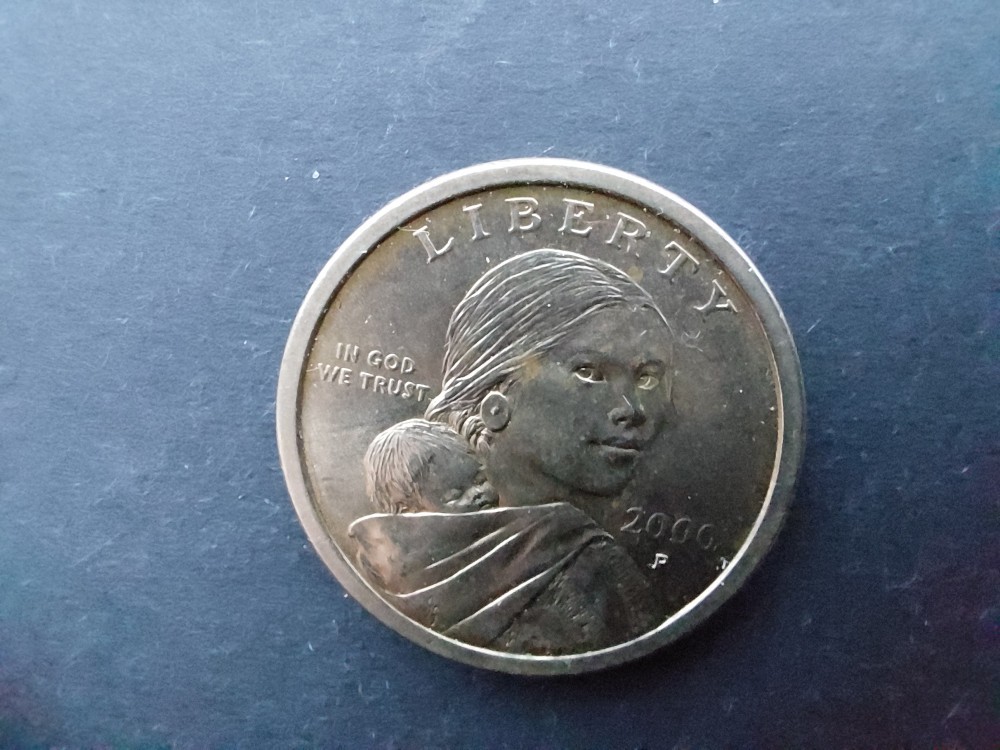 LIBERTY
IN GOD
WE TRUST
2000
P